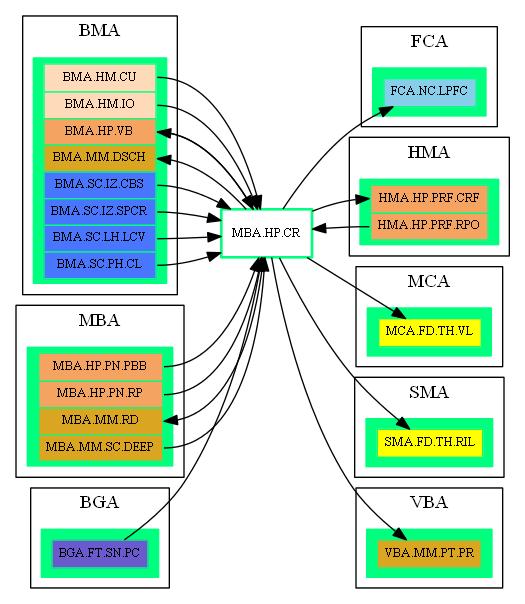 BMA
BMA.HM.CU
BMA.HM.IO
BMA.HP.VB
BMA.MM.DSCH
BMA.SC.IZ.CBS
BMA.SC.IZ.SPCR
BMA.SC.LH.LCV
BMA.SC.PH.CL
MBA
MBA.HP.PN.PBB
MBA.HP.PN.RP
MBA.MM.RD
MBA.MM.SC.DEEP
BGA
BGA.FT.SN.PC
MBA.HP.CR
FCA
FCA.NC.LPFC
HMA
HMA.HP.PRF.CRF
HMA.HP.PRF.RPO
MCA
MCA.FD.TH.VL
SMA
SMA.FD.TH.RIL
VBA
VBA.MM.PT.PR